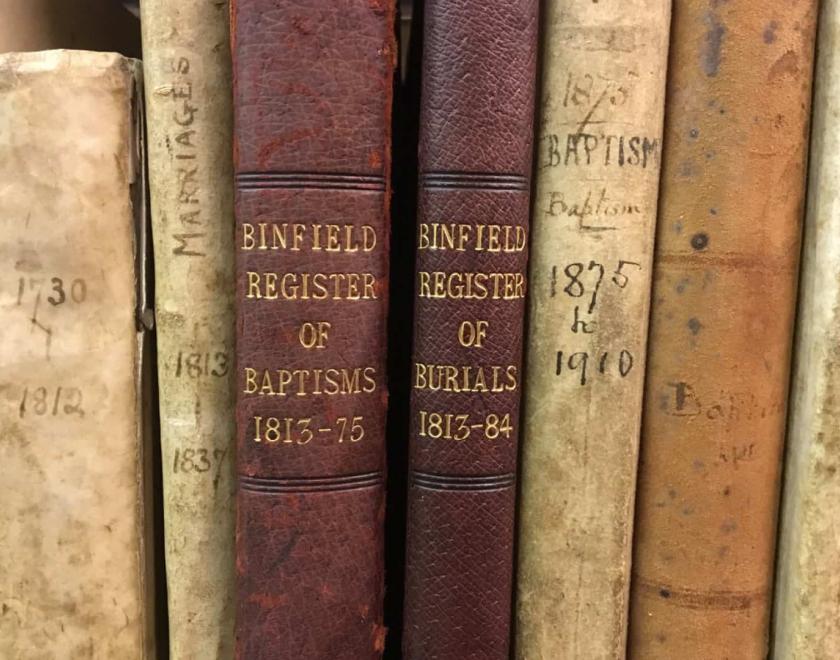 1730
1812
MARRIAGES
1813
1837
BINFIELD
REGISTER
OF
BAPTISMS
1813-75
BINFIELD
REGISTER
OF
BURIALS
1813-84
1875
BAPTISM
Baptism
1875
to
1910